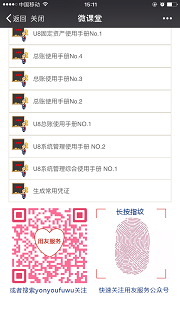 中国移动
15:11
返回 关闭
微课堂
U8固定资产使用手册No.1
总账使用手册No.4
总账使用手册No.3
总账使用手册No.2
U8总账使用手册NO.1
U8系统管理使用手册 NO.2
U8系统管理综合使用手册 NO.1
生成常用凭证
用友服务
长按指纹
或者搜索yonyoufuwu关注
快速关注用友服务公众号